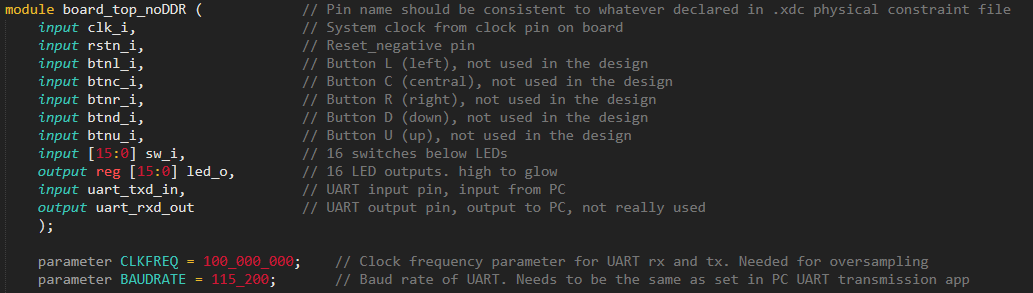 module board_top_noDDR (                // Pin name should be consistent to whatever declared in .xdc physical constraint file
    input clk_i,                     // System clock from clock pin on board
    input rstn_i,                    // Reset_negative pin
    input btnl_i,                    // Button L (left), not used in the design
    input btnc_i,                    // Button C (central), not used in the design
    input btnr_i,                    // Button R (right), not used in the design
    input btnd_i,                    // Button D (down), not used in the design
    input btnu_i,                    // Button U (up), not used in the design
    input [15:0] sw_i,               // 16 switches below LEDs
    output reg [15:0] led_o,         // 16 LED outputs. high to glow
    input uart_txd_in,               // UART input pin, input from PC
    output uart_rxd_out              // UART output pin, output to PC, not really used
    );

    parameter CLKFREQ = 100_000_000;    // Clock frequency parameter for UART rx and tx. Needed for oversampling
    parameter BAUDRATE = 115_200;       // Baud rate of UART. Needs to be the same as set in PC UART transmission app